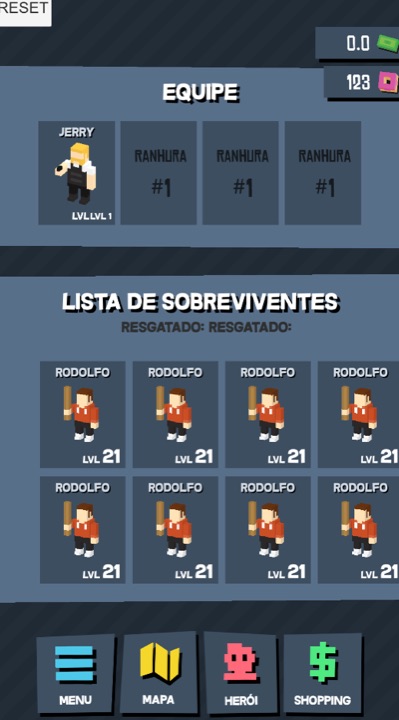 RESET
0.0
123
EQUIPE
JERRY
LVLLVL 1
RANHURA
#1
RANHURA
#1
RANHURA
#1
LISTA DE SOBREVIVENTES
RESGATADO: RESGATADO:
RODOLFO RODOLFO RODOLFO RODOLFO
LVL 21 LVL 21 LVL 21 LVL 21
RODOLFO RODOLFO RODOLFO RODOLFO
LVL 21 LVL 21 LVL 21 LVL 21
MENU MAPA HERÓI SHOPPING